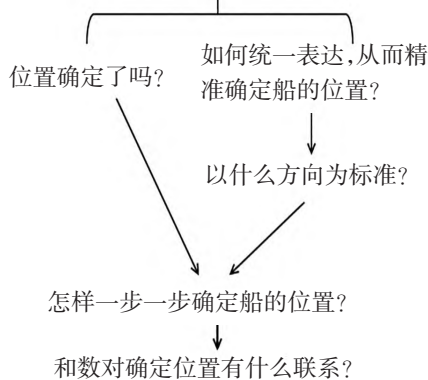 位置确定了吗?
如何统一表达,从而精
准确定船的位置?
以什么方向为标准?
怎样一步一步确定船的位置?
和数对确定位置有什么联系?